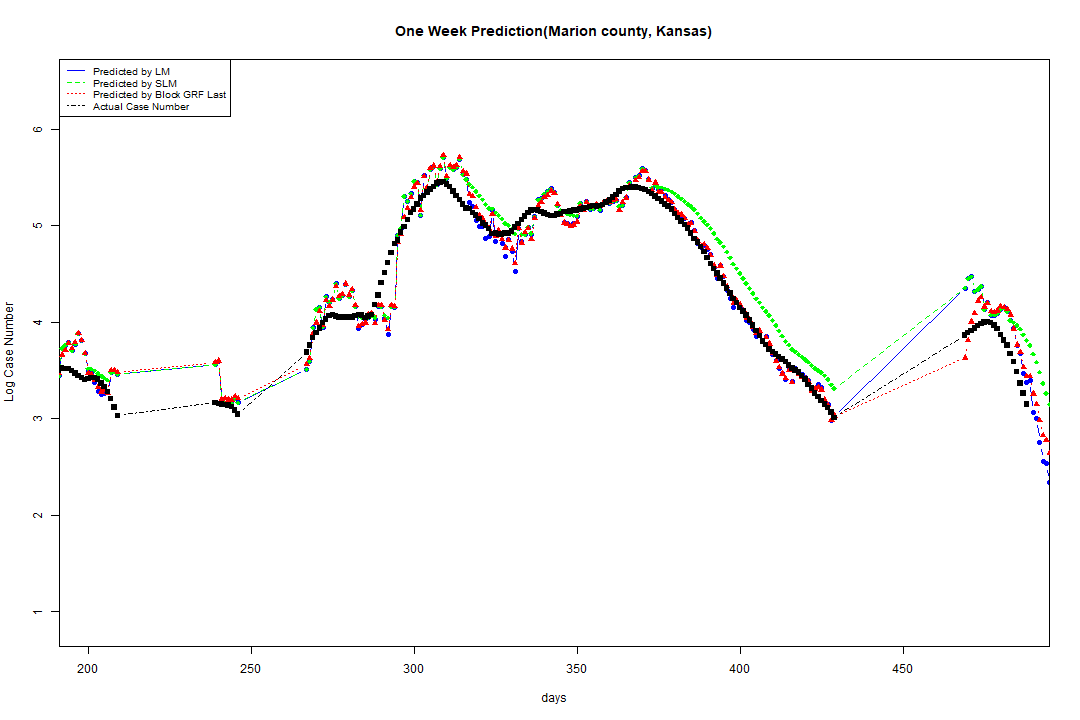 One Week Prediction(Marion county, Kansas)
Predicted by LM
Predicted by SLM
Predicted by Block GRF Last
Actual Case Number
6
5
4
3
2
1
Log Case Number
200 250 300 350 400 450
days